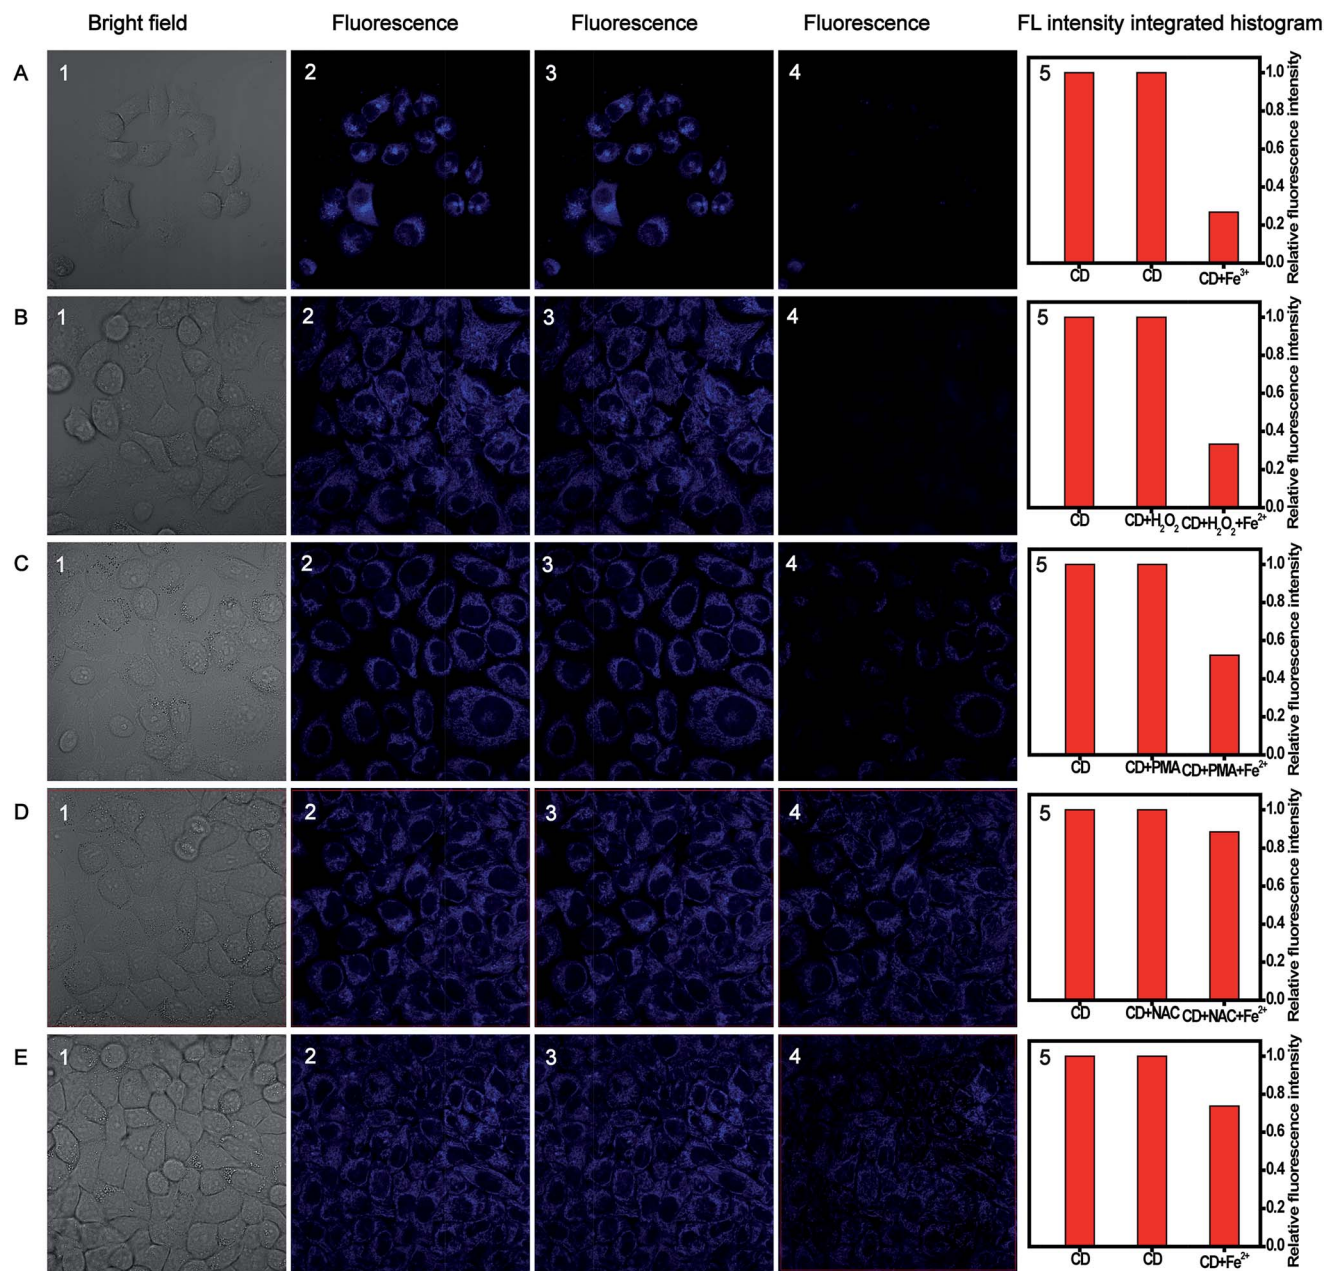 Bright field Fluorescence Fluorescence Fluorescence FL intensity integrated histogram
A 1 2 3 4 5
1.0
0.8
0.6
0.4
0.2
0.0
Relative fluorescence intensity
CD CD CD+Fe³⁺
B 1 2 3 4 5
1.0
0.8
0.6
0.4
0.2
0.0
Relative fluorescence intensity
CD CD+H₂O₂ CD+H₂O₂+Fe²⁺
C 1 2 3 4 5
1.0
0.8
0.6
0.4
0.2
0.0
Relative fluorescence intensity
CD CD+PMA CD+PMA+Fe²⁺
D 1 2 3 4 5
1.0
0.8
0.6
0.4
0.2
0.0
Relative fluorescence intensity
CD CD+NAC CD+NAC+Fe²⁺
E 1 2 3 4 5
1.0
0.8
0.6
0.4
0.2
0.0
Relative fluorescence intensity
CD CD CD+Fe²⁺